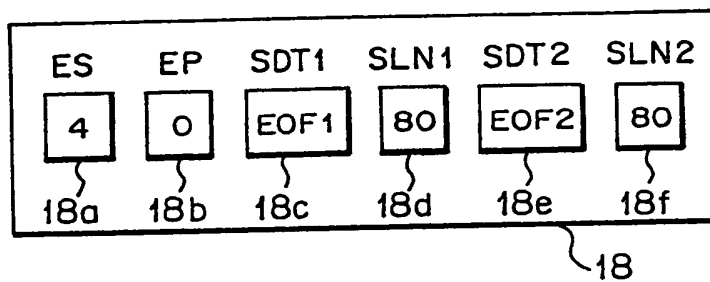 ES EP SDT1 SLN1 SDT2 SLN2
4 0 EOF1 80 EOF2 80
18a 18b 18c 18d 18e 18f
18